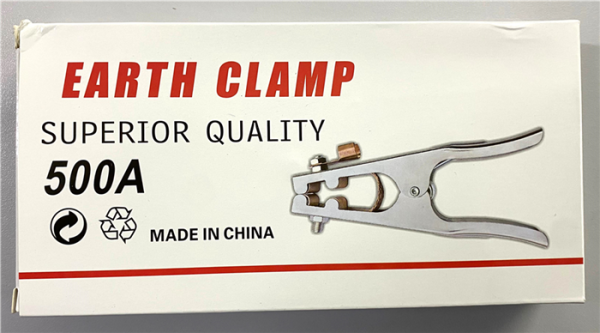 EARTH CLAMP
SUPERIOR QUALITY
500A
MADE IN CHINA